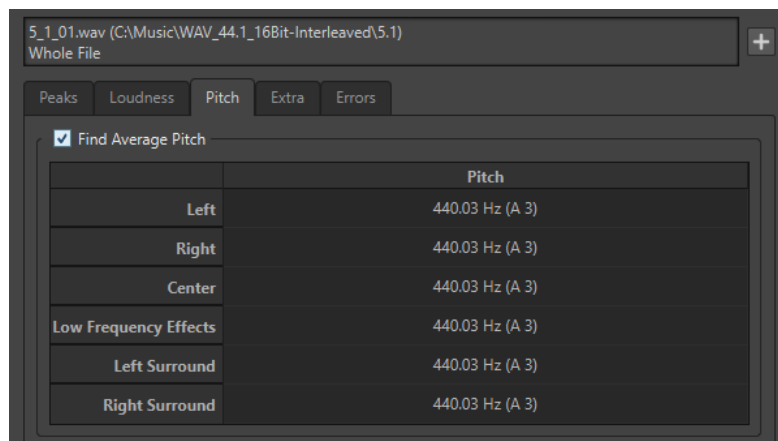 5_1_01.wav (C:\Music\WAV_44.1_16Bit-Interleaved\5.1)
Whole File
Peaks Loudness Pitch Extra Errors
Find Average Pitch
Pitch
Left 440.03 Hz (A 3)
Right 440.03 Hz (A 3)
Center 440.03 Hz (A 3)
Low Frequency Effects 440.03 Hz (A 3)
Left Surround 440.03 Hz (A 3)
Right Surround 440.03 Hz (A 3)